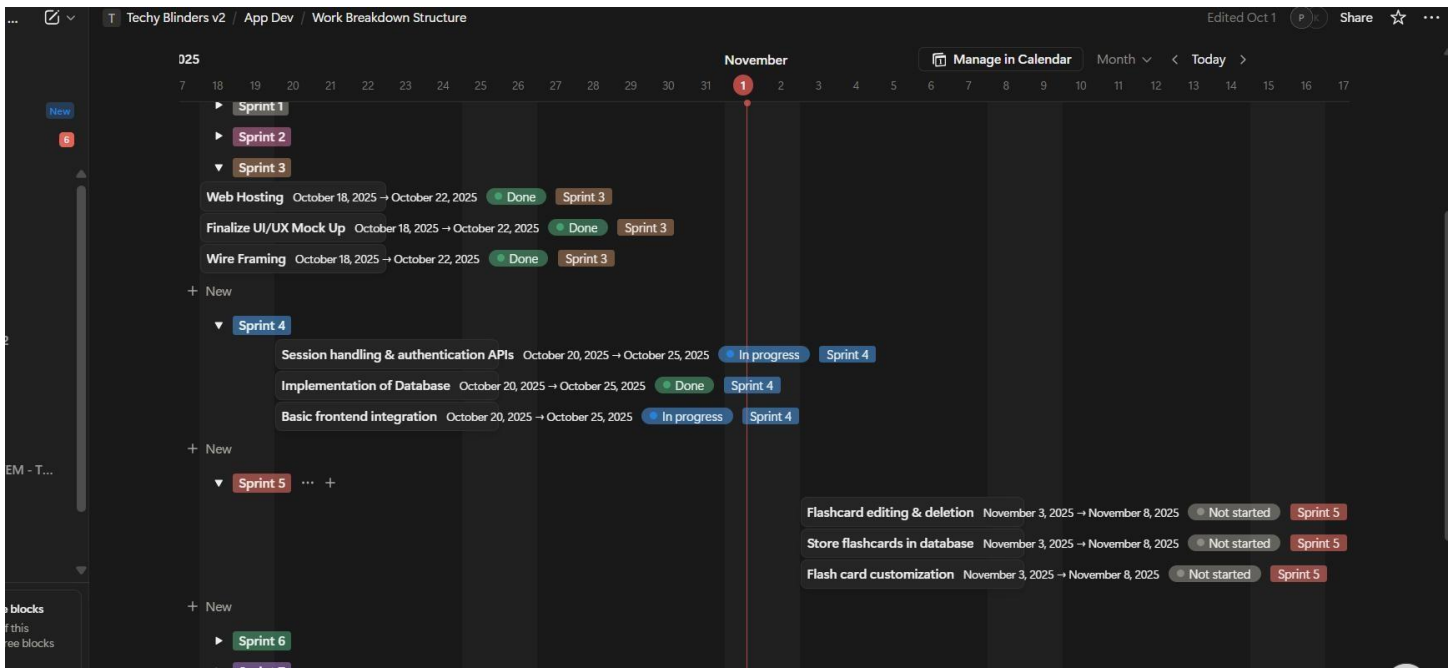 ... T Techy Blinders v2 / App Dev / Work Breakdown Structure Edited Oct 1 P K Share ...
2025 November Manage in Calendar Month < Today >
7 18 19 20 21 22 23 24 25 26 27 28 29 30 31 1 2 3 4 5 6 7 8 9 10 11 12 13 14 15 16 17
Sprint 1
New
Sprint 2
6
Sprint 3
Web Hosting October 18, 2025 → October 22, 2025 Done Sprint 3
Finalize UI/UX Mock Up October 18, 2025 → October 22, 2025 Done Sprint 3
Wire Framing October 18, 2025 → October 22, 2025 Done Sprint 3
+ New
Sprint 4
2
Session handling & authentication APIs October 20, 2025 → October 25, 2025 In progress Sprint 4
Implementation of Database October 20, 2025 → October 25, 2025 Done Sprint 4
Basic frontend integration October 20, 2025 → October 25, 2025 In progress Sprint 4
+ New
EM - T...
Sprint 5 ... +
Flashcard editing & deletion November 3, 2025 → November 8, 2025 Not started Sprint 5
Store flashcards in database November 3, 2025 → November 8, 2025 Not started Sprint 5
Flash card customization November 3, 2025 → November 8, 2025 Not started Sprint 5
+ New
blocks
f this
ree blocks
Sprint 6